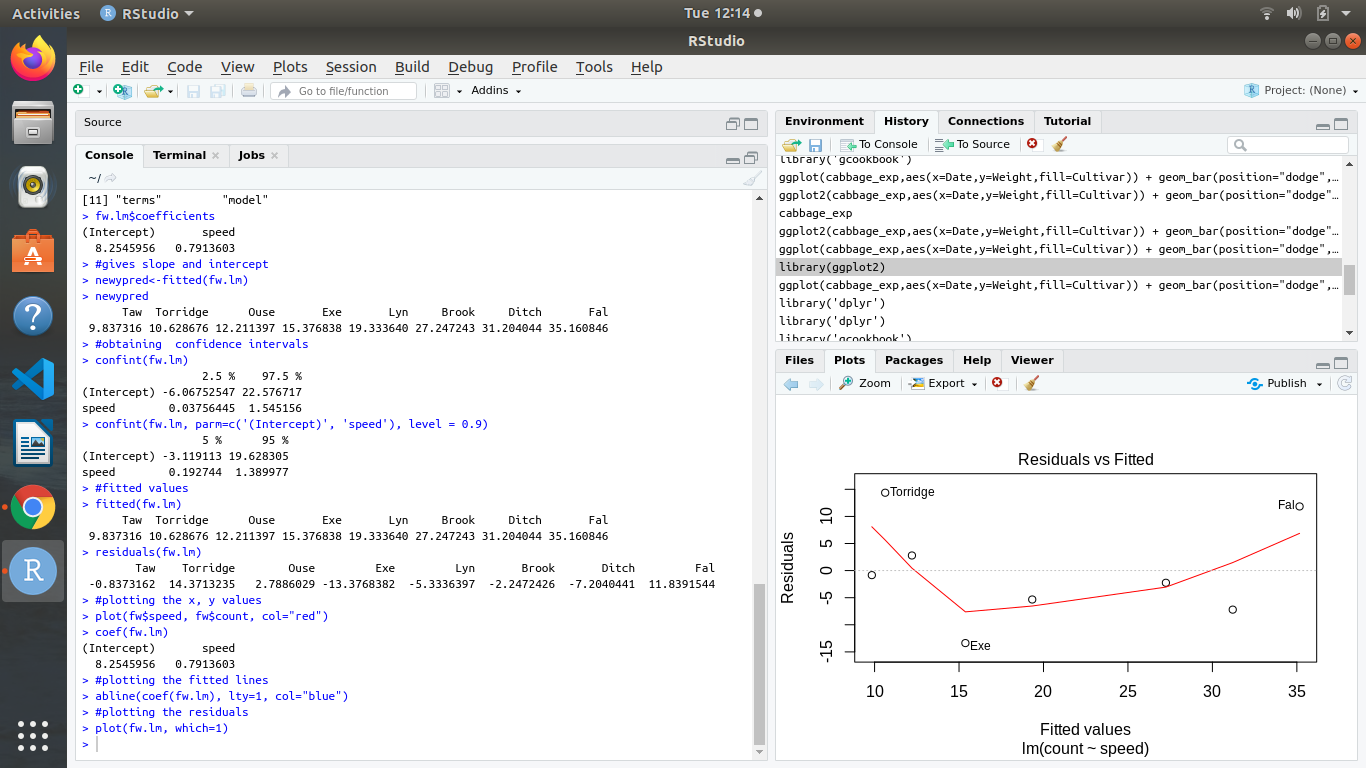 Activities RStudio Tue 12:14
RStudio
File Edit Code View Plots Session Build Debug Profile Tools Help
Go to file/function Addins Project: (None)
Source
Console Terminal Jobs
~/
[11] "terms"         "model"
> fw.lm$coefficients
(Intercept)       speed
  8.2545956   0.7913603
> #gives slope and intercept
> newypred<-fitted(fw.lm)
> newypred
      Taw  Torridge      Ouse       Exe       Lyn     Brook     Ditch       Fal
 9.837316 10.628676 12.211397 15.376838 19.333640 27.247243 31.204044 35.160846
> #obtaining  confidence intervals
> confint(fw.lm)
                  2.5 %    97.5 %
(Intercept) -6.06752547 22.576717
speed        0.03756445  1.545156
> confint(fw.lm, parm=c('(Intercept)', 'speed'), level = 0.9)
                  5 %      95 %
(Intercept) -3.119113 19.628305
speed        0.192744  1.389977
> #fitted values
> fitted(fw.lm)
      Taw  Torridge      Ouse       Exe       Lyn     Brook     Ditch       Fal
 9.837316 10.628676 12.211397 15.376838 19.333640 27.247243 31.204044 35.160846
> residuals(fw.lm)
        Taw    Torridge        Ouse         Exe         Lyn       Brook       Ditch         Fal
 -0.8373162  14.3713235   2.7886029 -13.3768382  -5.3336397  -2.2472426  -7.2040441  11.8391544
> #plotting the x, y values
> plot(fw$speed, fw$count, col="red")
> coef(fw.lm)
(Intercept)       speed
  8.2545956   0.7913603
> #plotting the fitted lines
> abline(coef(fw.lm), lty=1, col="blue")
> #plotting the residuals
> plot(fw.lm, which=1)
>
Environment History Connections Tutorial
To Console To Source
library('gcookbook')
ggplot(cabbage_exp,aes(x=Date,y=Weight,fill=Cultivar)) + geom_bar(position="dodge",…
ggplot2(cabbage_exp,aes(x=Date,y=Weight,fill=Cultivar)) + geom_bar(position="dodge"…
cabbage_exp
ggplot2(cabbage_exp,aes(x=Date,y=Weight,fill=Cultivar)) + geom_bar(position="dodge"…
ggplot(cabbage_exp,aes(x=Date,y=Weight,fill=Cultivar)) + geom_bar(position="dodge",…
library(ggplot2)
ggplot(cabbage_exp,aes(x=Date,y=Weight,fill=Cultivar)) + geom_bar(position="dodge",…
library('dplyr')
library('dplyr')
library('gcookbook')
Files Plots Packages Help Viewer
Zoom Export Publish
Residuals vs Fitted
Residuals
10
5
0
-5
-15
Torridge
Fal
Exe
10 15 20 25 30 35
Fitted values
lm(count ~ speed)